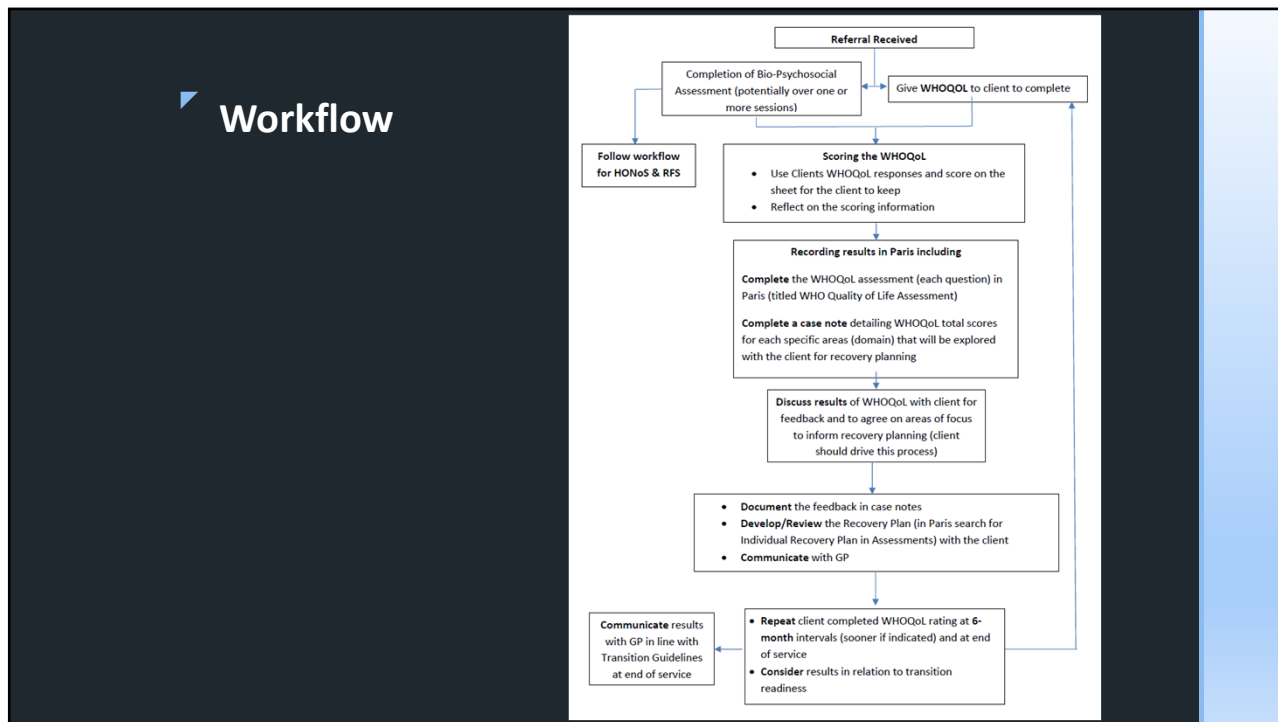 Workflow
Referral Received
Completion of Bio-Psychosocial
Assessment (potentially over one or
more sessions)
Give WHOQOL to client to complete
Follow workflow
for HONoS & RFS
Scoring the WHOQoL
• Use Clients WHOQoL responses and score on the
sheet for the client to keep
• Reflect on the scoring information
Recording results in Paris including
Complete the WHOQoL assessment (each question) in
Paris (titled WHO Quality of Life Assessment)
Complete a case note detailing WHOQoL total scores
for each specific areas (domain) that will be explored
with the client for recovery planning
Discuss results of WHOQoL with client for
feedback and to agree on areas of focus
to inform recovery planning (client
should drive this process)
• Document the feedback in case notes
• Develop/Review the Recovery Plan (in Paris search for
Individual Recovery Plan in Assessments) with the client
• Communicate with GP
Communicate results
with GP in line with
Transition Guidelines
at end of service
• Repeat client completed WHOQoL rating at 6-
month intervals (sooner if indicated) and at end
of service
• Consider results in relation to transition
readiness